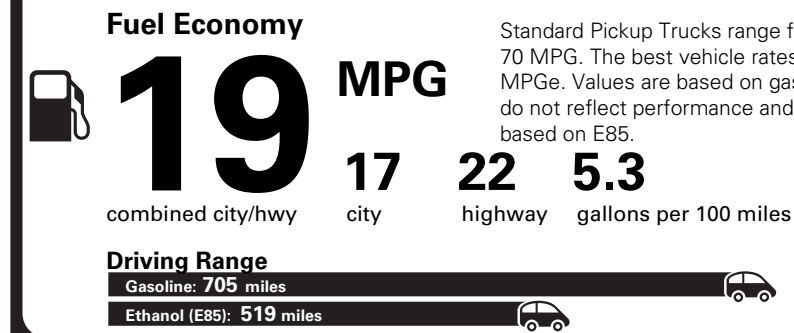 Fuel Economy
19 MPG
combined city/hwy
Standard Pickup Trucks range f
70 MPG. The best vehicle rates
MPGe. Values are based on gas
do not reflect performance and
based on E85.
17 22 5.3
city highway gallons per 100 miles
Driving Range
Gasoline: 705 miles
Ethanol (E85): 519 miles